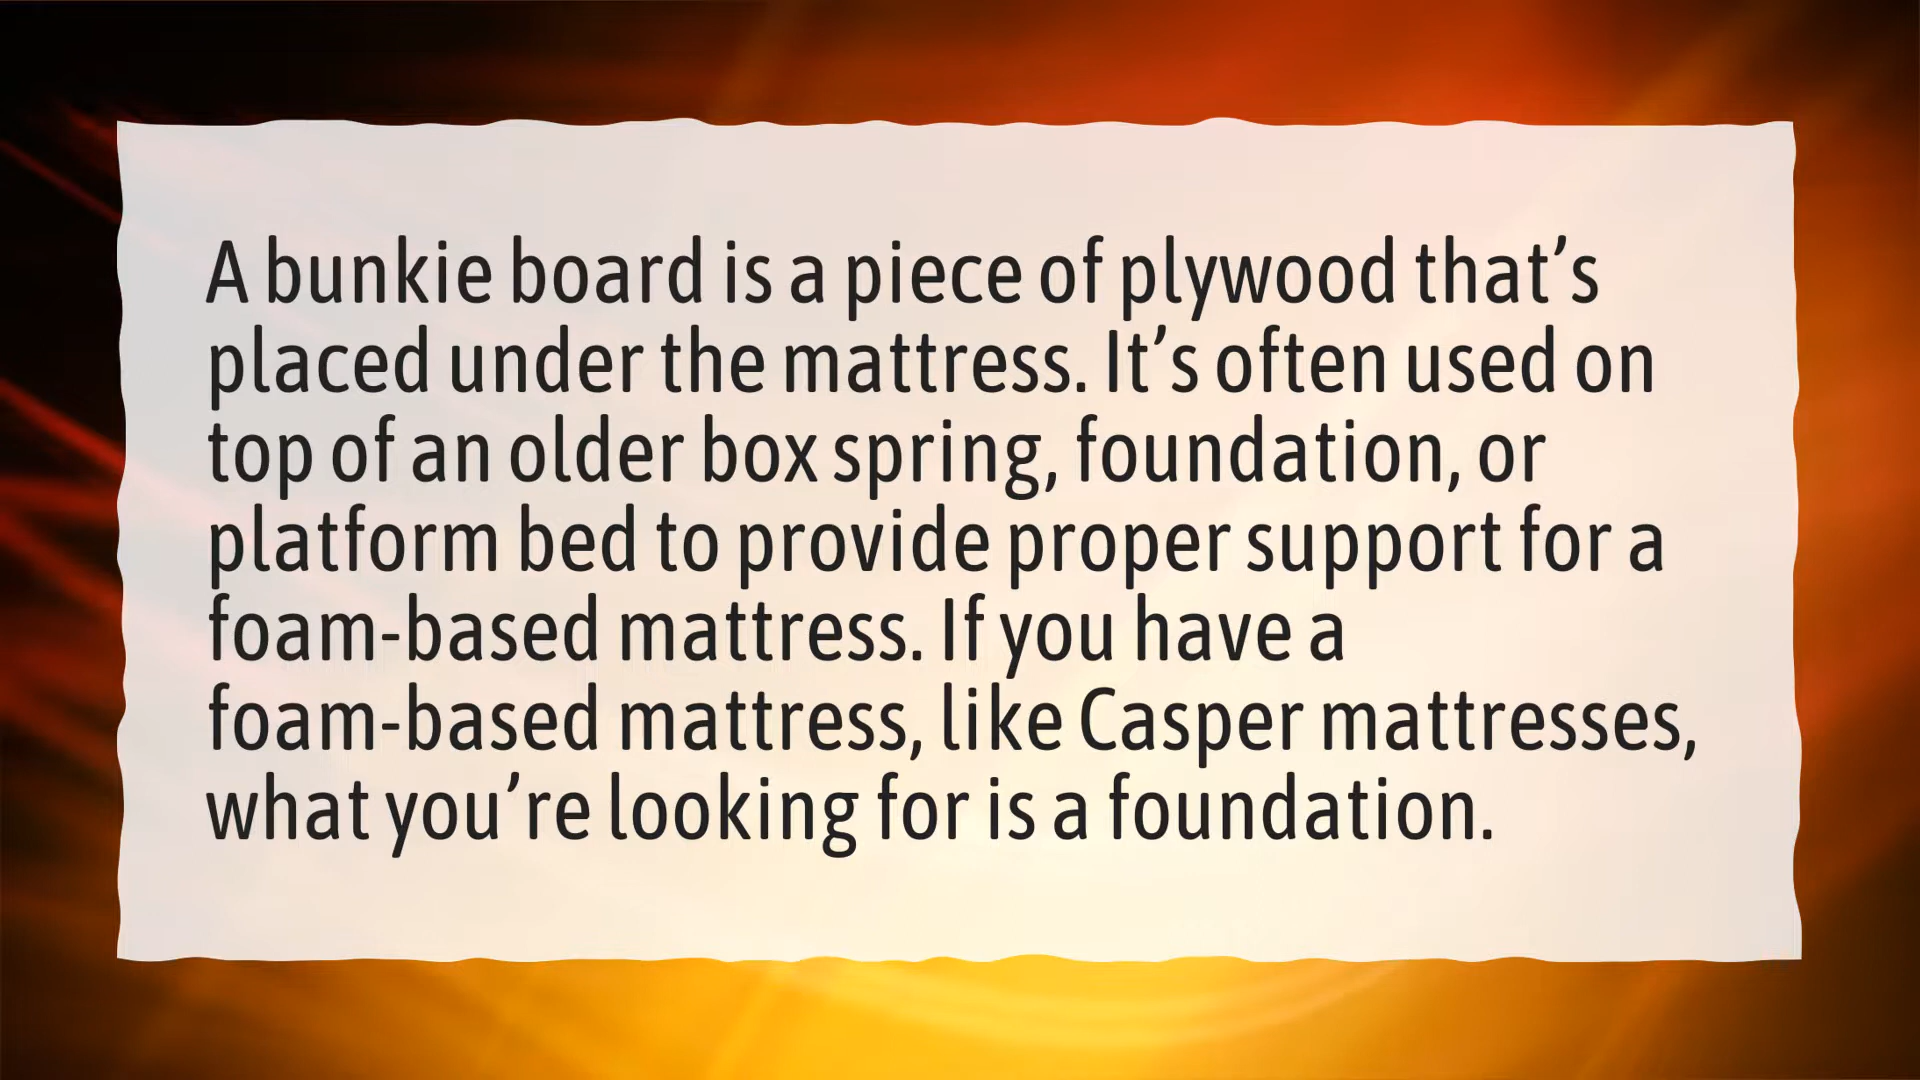 A bunkie board is a piece of plywood that’s
placed under the mattress. It’s often used on
top of an older box spring, foundation, or
platform bed to provide proper support for a
foam-based mattress. If you have a
foam-based mattress, like Casper mattresses,
what you’re looking for is a foundation.